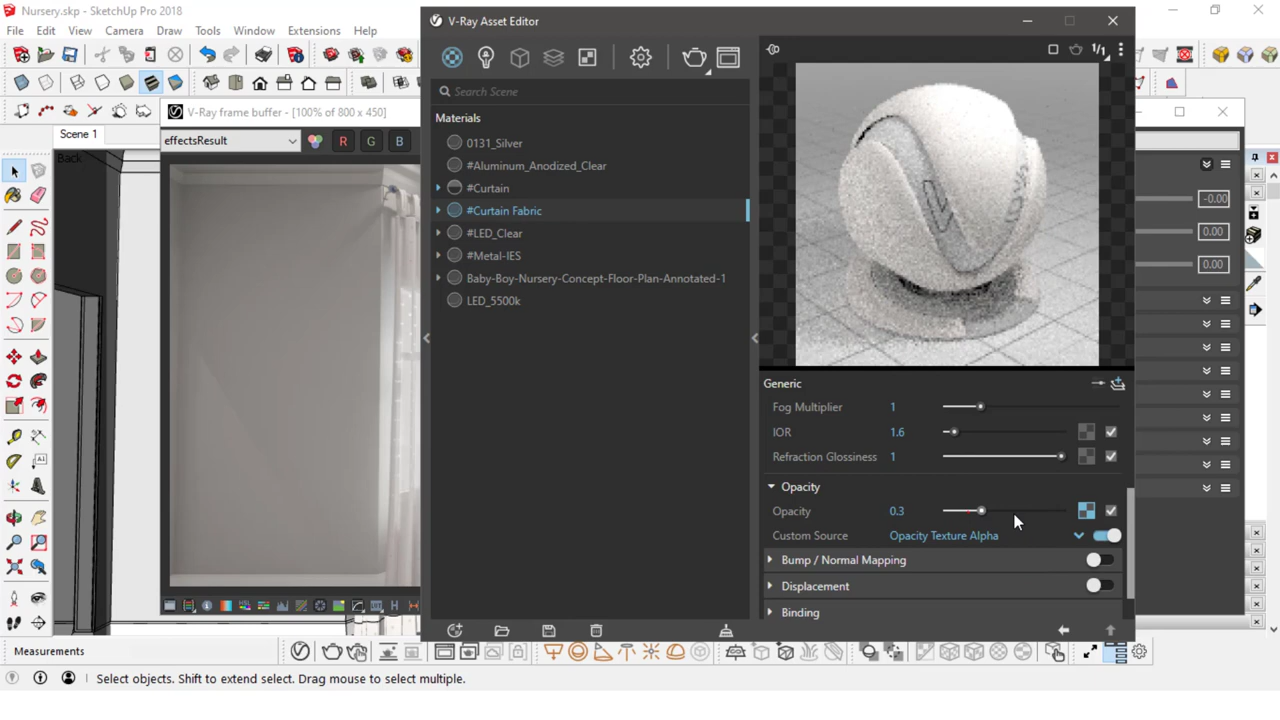 Nursery.skp - SketchUp Pro 2018
File Edit View Camera Draw Tools Window Extensions Help
V-Ray Asset Editor
1/1
Search Scene
V-Ray frame buffer - [100% of 800 x 450]
Materials
Scene 1
effectsResult
R G B
0131_Silver
Back
#Aluminum_Anodized_Clear
#Curtain
-0.00
#Curtain Fabric
#LED_Clear
0.00
#Metal-IES
0.00
Baby-Boy-Nursery-Concept-Floor-Plan-Annotated-1
LED_5500k
Generic
Fog Multiplier 1
IOR 1.6
Refraction Glossiness 1
Opacity
Opacity 0.3
Custom Source Opacity Texture Alpha
Bump / Normal Mapping
Displacement
Binding
H
Measurements
Select objects. Shift to extend select. Drag mouse to select multiple.